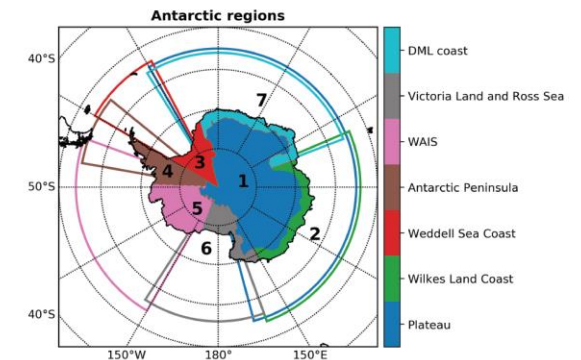 Antarctic regions
40°S
50°S
40°S
150°W
180°
150°E
7
3
4
1
5
2
6
DML coast
Victoria Land and Ross Sea
WAIS
Antarctic Peninsula
Weddell Sea Coast
Wilkes Land Coast
Plateau